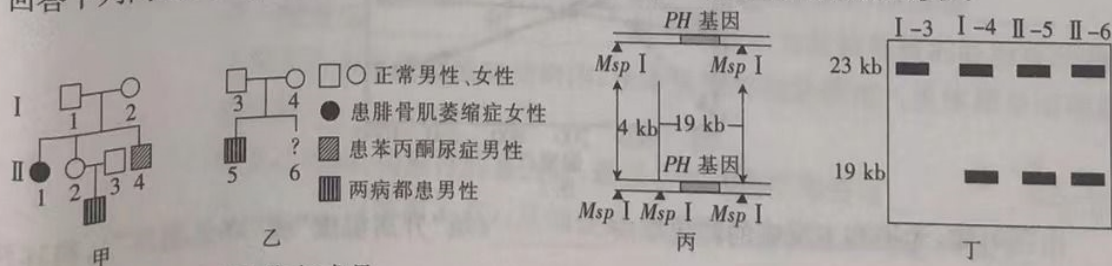 PH 基因
Msp Ⅰ Msp Ⅰ
4 kb 19 kb
PH 基因
Msp Ⅰ Msp Ⅰ Msp Ⅰ
丙
Ⅰ-3 Ⅰ-4 Ⅱ-5 Ⅱ-6
23 kb
19 kb
丁
Ⅰ
1 2
Ⅱ
1 2 3 4
甲
3 4
?
5 6
乙
正常男性、女性
患腓骨肌萎缩症女性
患苯丙酮尿症男性
两病都患男性